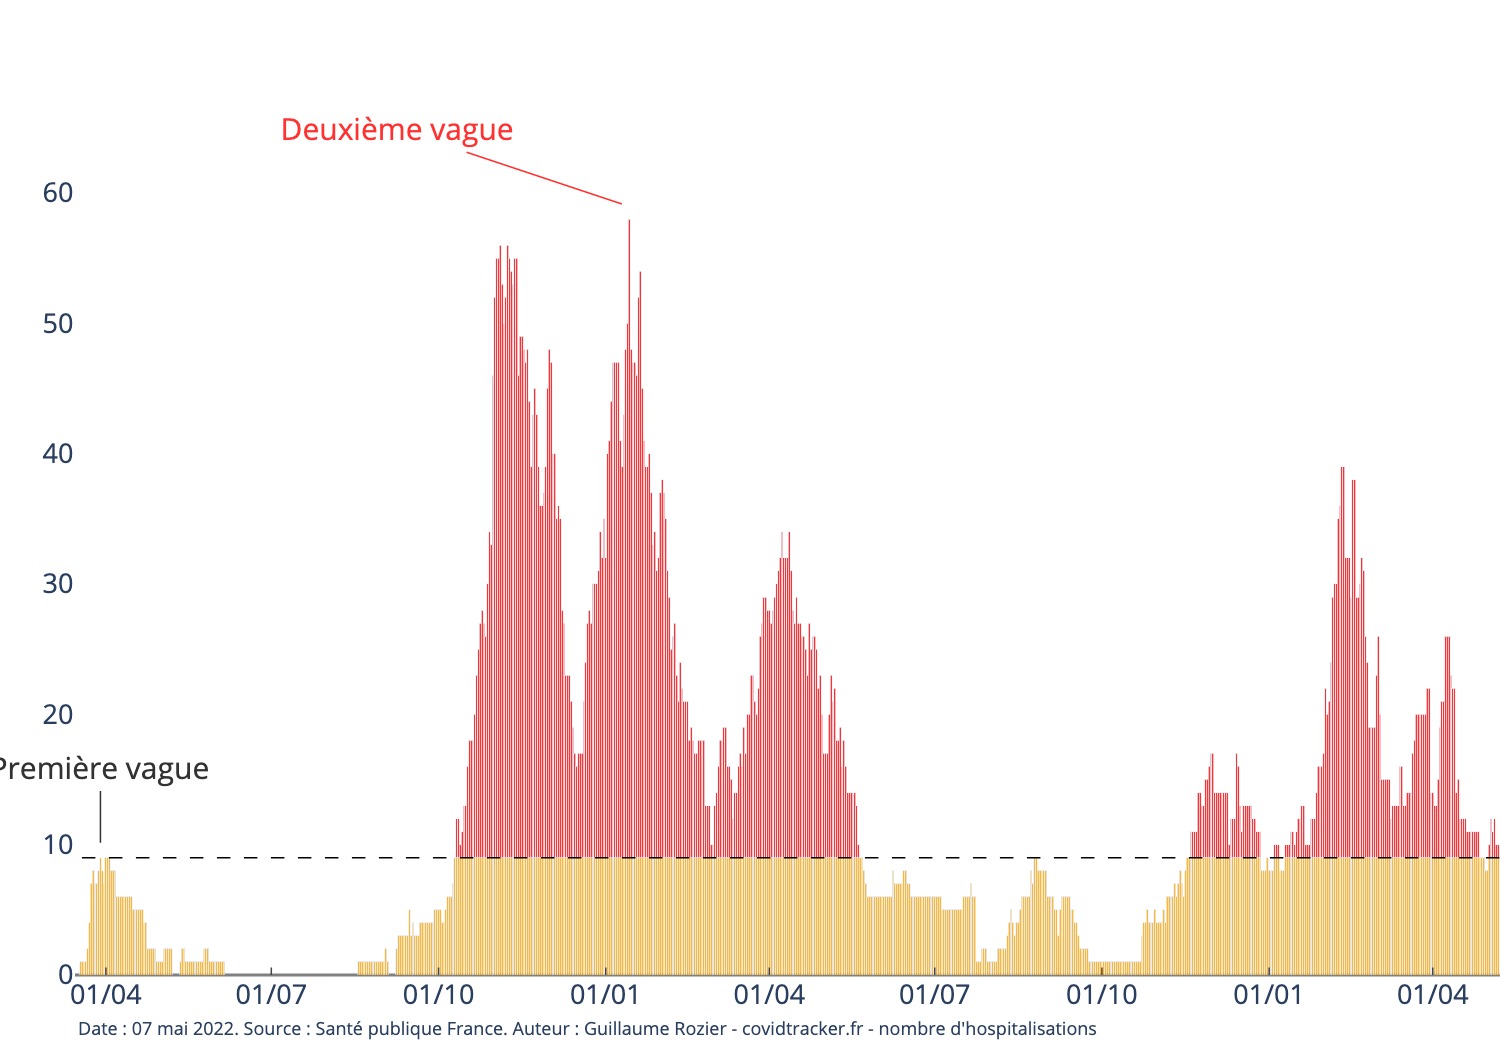 Deuxième vague
60
50
40
30
20
Première vague
10
0
01/04 01/07 01/10 01/01 01/04 01/07 01/10 01/01 01/04
Date : 07 mai 2022. Source : Santé publique France. Auteur : Guillaume Rozier - covidtracker.fr - nombre d'hospitalisations